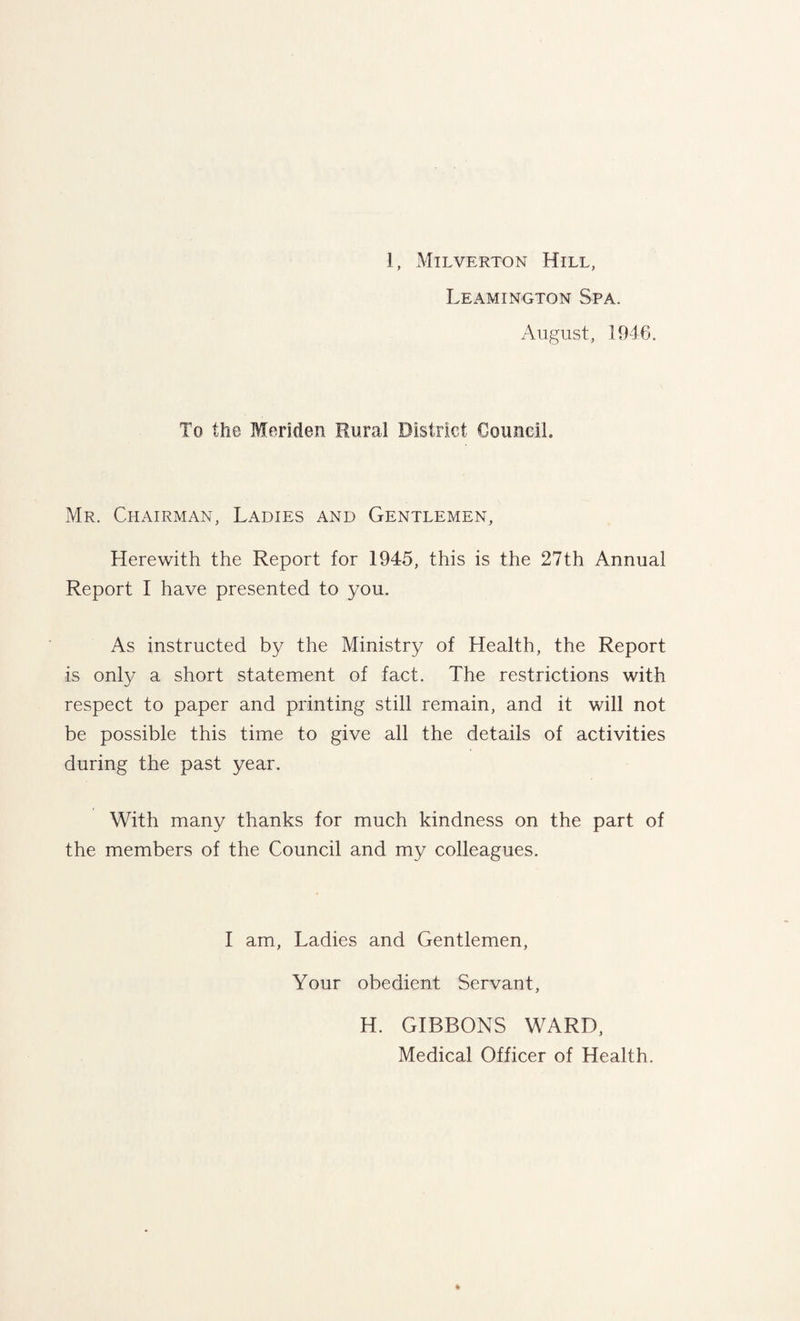 1, Milverton Hill,
Leamington Spa.
August, 1946.
To the Meriden Rural District Council.
Mr. Chairman, Ladies and Gentlemen,
Herewith the Report for 1945, this is the 27th Annual
Report I have presented to you.
As instructed by the Ministry of Health, the Report
is only a short statement of fact. The restrictions with
respect to paper and printing still remain, and it will not
be possible this time to give all the details of activities
during the past year.
With many thanks for much kindness on the part of
the members of the Council and my colleagues.
I am, Ladies and Gentlemen,
Your obedient Servant,
H. GIBBONS WARD,
Medical Officer of Health.